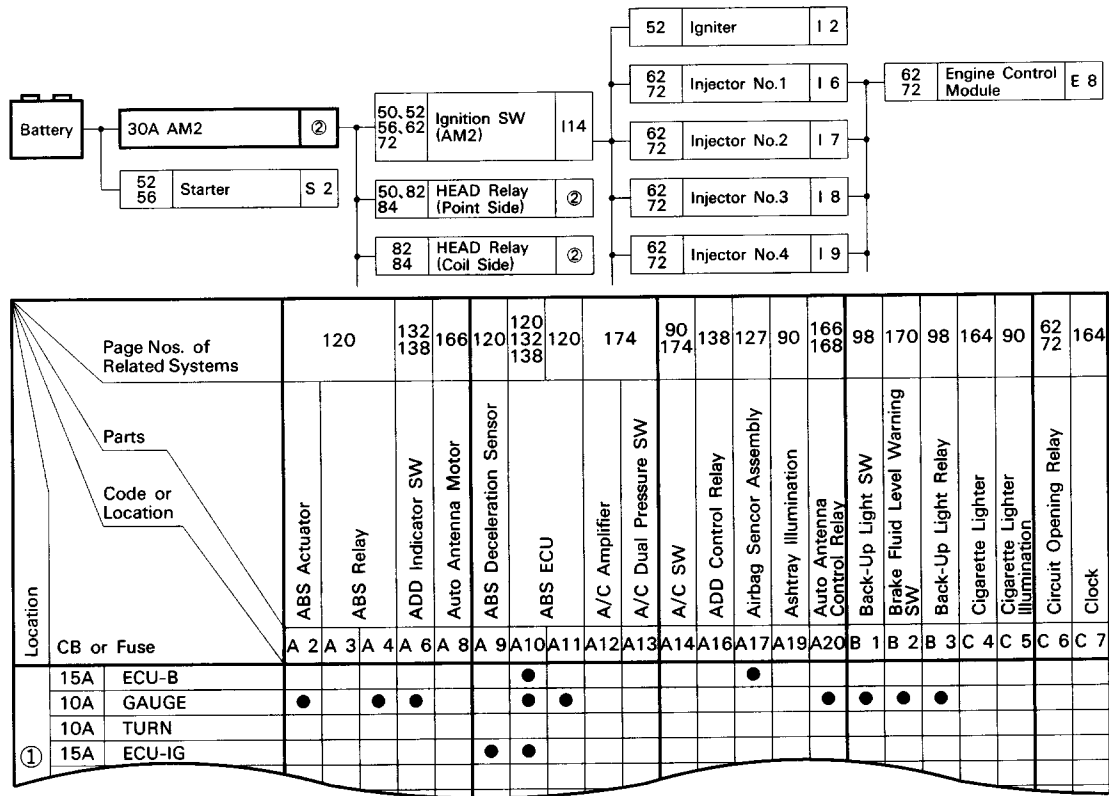 52 Igniter I 2
62 72 Injector No.1 I 6
62 72 Engine Control Module E 8
Battery
30A AM2 ②
50、52 56、62 72 Ignition SW (AM2) I14
62 72 Injector No.2 I 7
52 56 Starter S 2
50、82 84 HEAD Relay (Point Side) ②
62 72 Injector No.3 I 8
82 84 HEAD Relay (Coil Side) ②
62 72 Injector No.4 I 9
Page Nos. of Related Systems
120 132 138 166 120 120 132 138 120 174 90 174 138 127 90 166 168 98 170 98 164 90 62 72 164
Parts
Code or Location
ABS Actuator
ABS Relay
ADD Indicator SW
Auto Antenna Motor
ABS Deceleration Sensor
ABS ECU
A/C Amplifier
A/C Dual Pressure SW
A/C SW
ADD Control Relay
Airbag Sencor Assembly
Ashtray Illumination
Auto Antenna Control Relay
Back-Up Light SW
Brake Fluid Level Warning SW
Back-Up Light Relay
Cigarette Lighter
Cigarette Lighter Illumination
Circuit Opening Relay
Clock
Location
CB or Fuse A 2 A 3 A 4 A 6 A 8 A 9 A10 A11 A12 A13 A14 A16 A17 A19 A20 B 1 B 2 B 3 C 4 C 5 C 6 C 7
15A ECU-B ● ●
10A GAUGE ● ● ● ● ● ● ● ● ●
10A TURN
① 15A ECU-IG ● ●